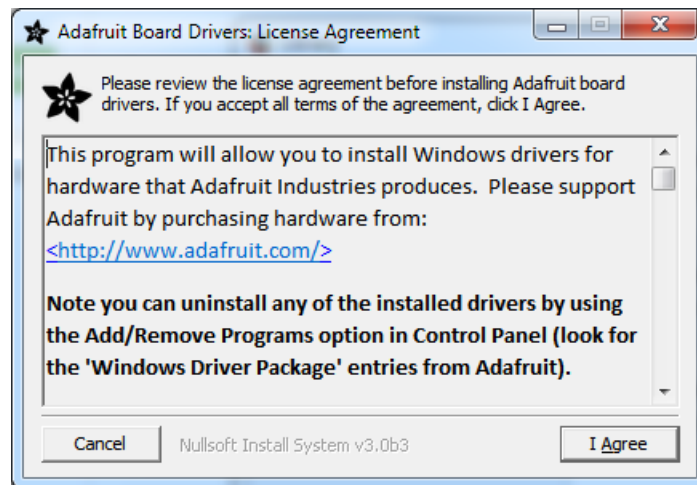 Adafruit Board Drivers: License Agreement
Please review the license agreement before installing Adafruit board
drivers. If you accept all terms of the agreement, click I Agree.
This program will allow you to install Windows drivers for
hardware that Adafruit Industries produces.  Please support
Adafruit by purchasing hardware from:
<http://www.adafruit.com/>
Note you can uninstall any of the installed drivers by using
the Add/Remove Programs option in Control Panel (look for
the 'Windows Driver Package' entries from Adafruit).
Cancel
Nullsoft Install System v3.0b3
I Agree